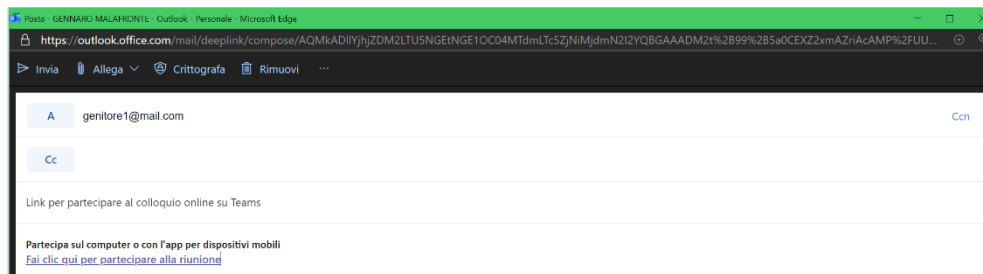 Posta - GENNARO MALAFRONTE - Outlook - Personale - Microsoft Edge
https://outlook.office.com/mail/deeplink/compose/AQMkADllYjhjZDM2LTU5NGEtNGE1OC04MTdmLTc5ZjNiMjdmN2I2YQBGAAADM2t%2B99%2B5a0CEXZ2xmAZriAcAMP%2FUU...
Invia Allega Crittografa Rimuovi ...
A genitore1@mail.com Ccn
Cc
Link per partecipare al colloquio online su Teams
Partecipa sul computer o con l'app per dispositivi mobili
Fai clic qui per partecipare alla riunione